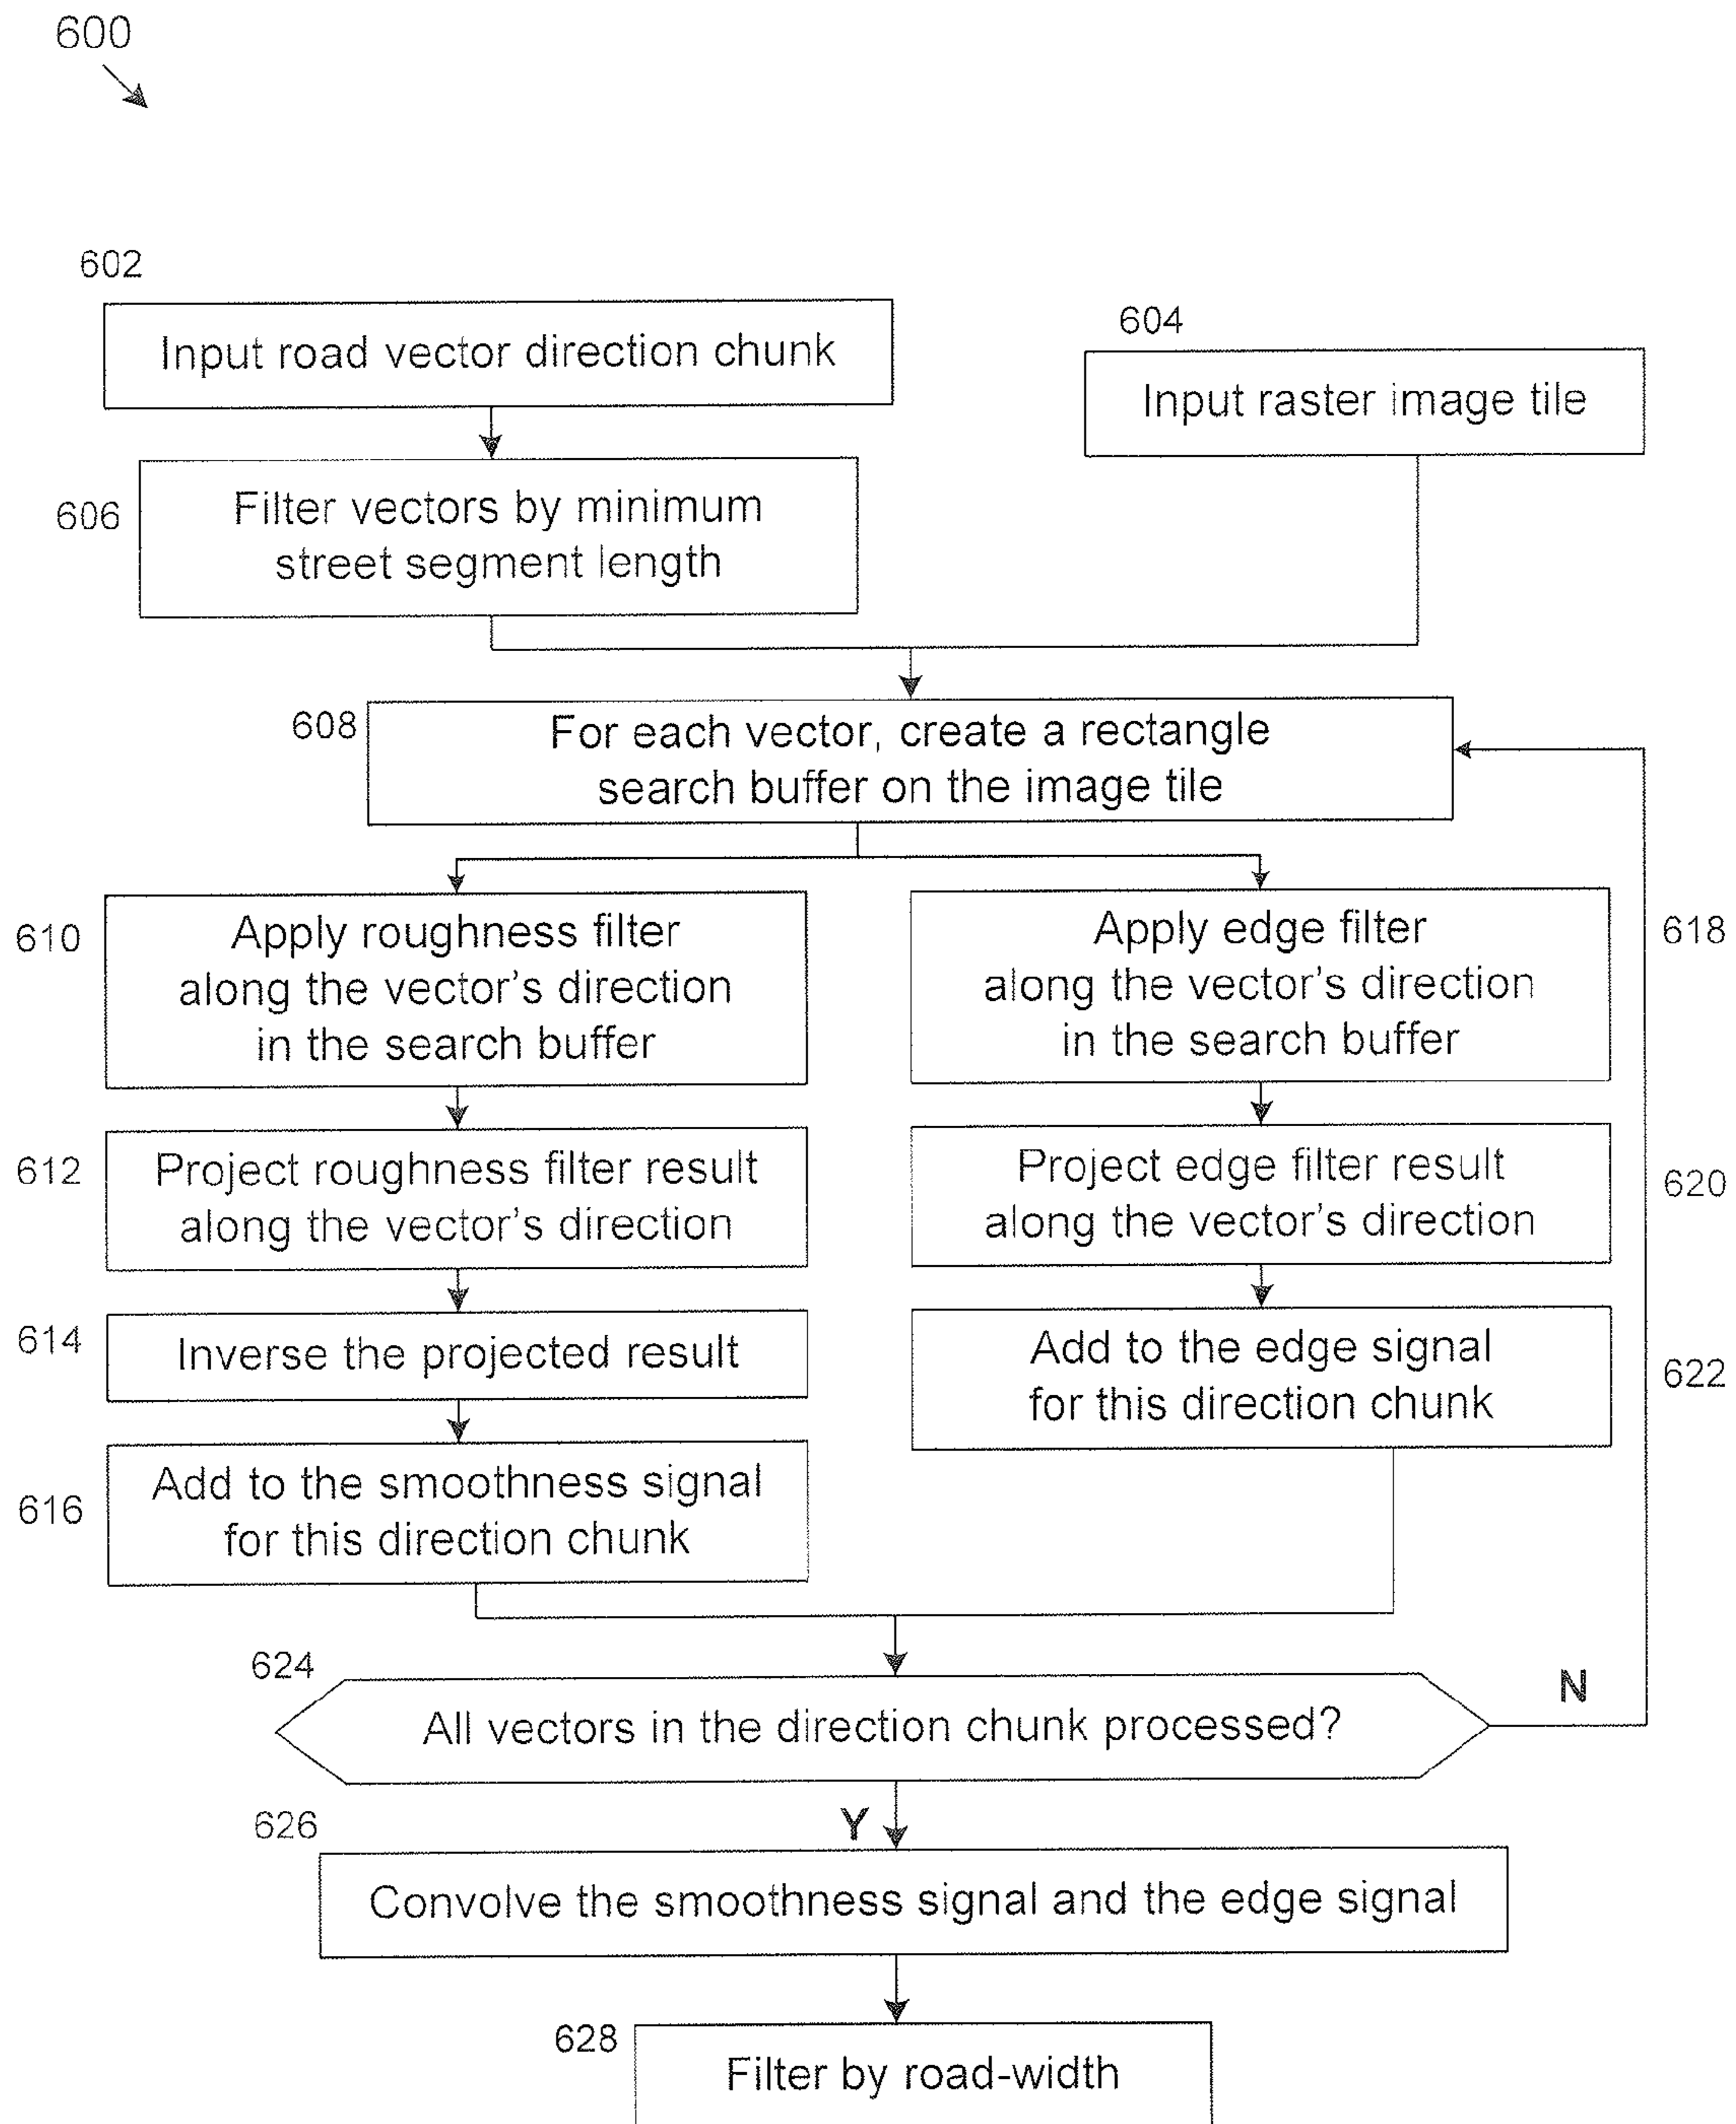 600
602
Input road vector direction chunk
604
Input raster image tile
606
Filter vectors by minimum
street segment length
608
For each vector, create a rectangle
search buffer on the image tile
610
Apply roughness filter
along the vector's direction
in the search buffer
618
Apply edge filter
along the vector's direction
in the search buffer
612
Project roughness filter result
along the vector's direction
620
Project edge filter result
along the vector's direction
614
Inverse the projected result
622
Add to the edge signal
for this direction chunk
616
Add to the smoothness signal
for this direction chunk
624
All vectors in the direction chunk processed?
N
Y
626
Convolve the smoothness signal and the edge signal
628
Filter by road-width